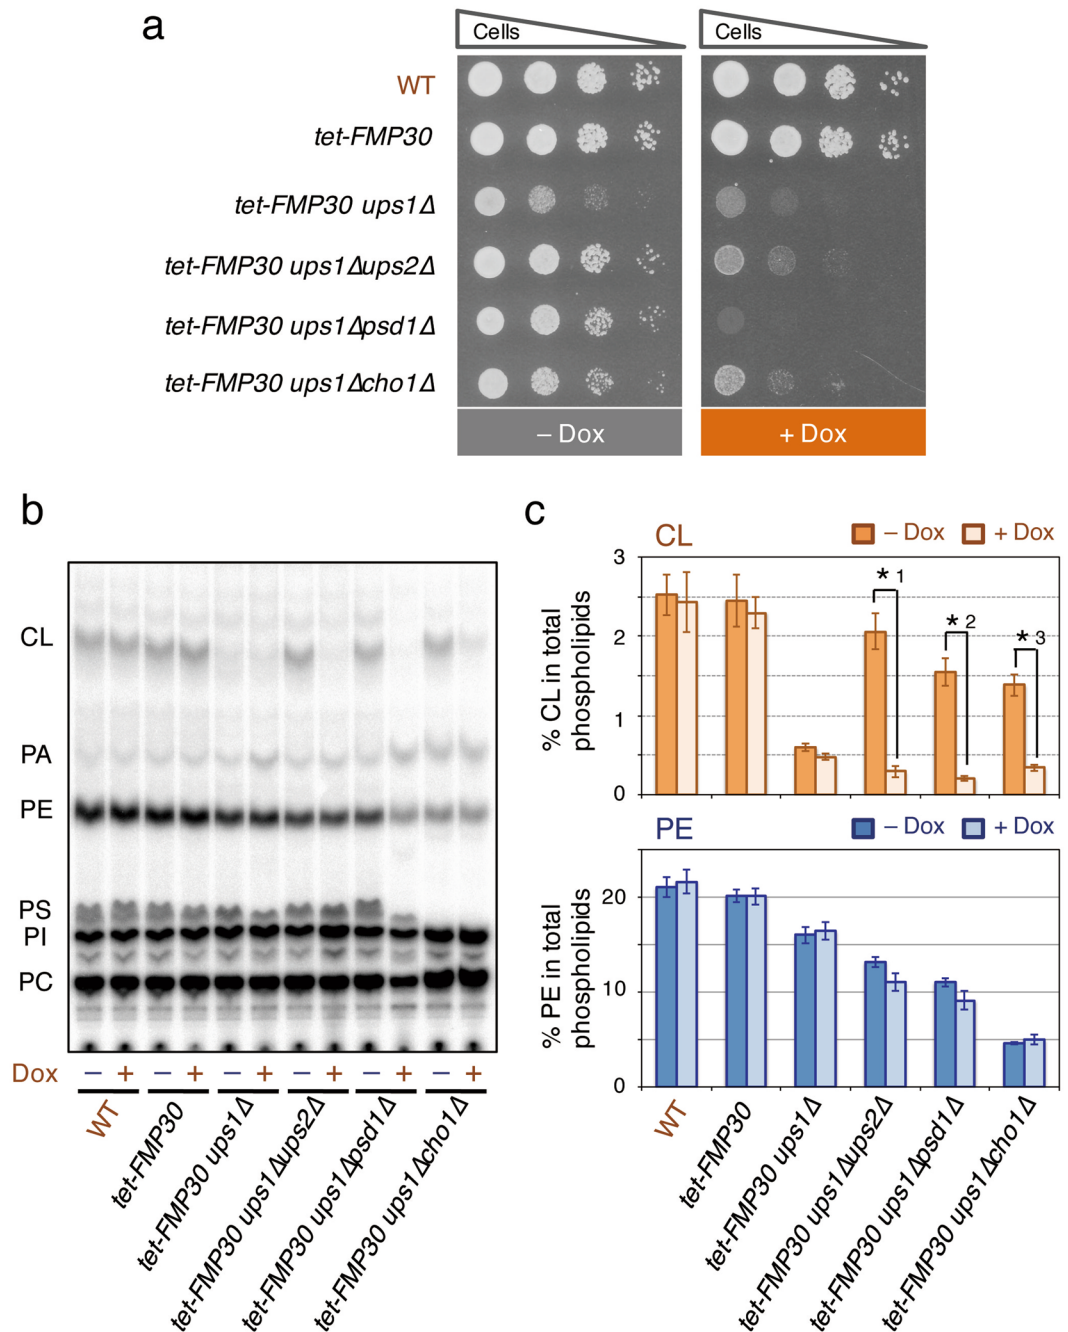 a
Cells
Cells
WT
tet-FMP30
tet-FMP30 ups1Δ
tet-FMP30 ups1Δups2Δ
tet-FMP30 ups1Δpsd1Δ
tet-FMP30 ups1Δcho1Δ
– Dox
+ Dox
b
CL
PA
PE
PS
PI
PC
Dox – + – + – + – + – + – +
WT
tet-FMP30
tet-FMP30 ups1Δ
tet-FMP30 ups1Δups2Δ
tet-FMP30 ups1Δpsd1Δ
tet-FMP30 ups1Δcho1Δ
c
CL
– Dox
+ Dox
% CL in total
phospholipids
3
2
1
0
* 1
* 2
* 3
PE
– Dox
+ Dox
% PE in total
phospholipids
20
10
0
WT
tet-FMP30
tet-FMP30 ups1Δ
tet-FMP30 ups1Δups2Δ
tet-FMP30 ups1Δpsd1Δ
tet-FMP30 ups1Δcho1Δ